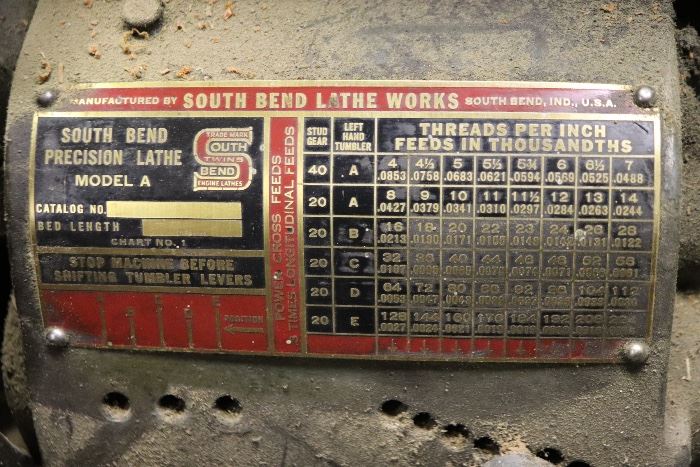 MANUFACTURED BY SOUTH BEND LATHE WORKS SOUTH BEND, IND., U.S.A.
SOUTH BEND
PRECISION LATHE
MODEL A
TRADE MARK
SOUTH
TWINS
BEND
ENGINE LATHES
CATALOG NO.
BED LENGTH
CHART NO. 1
STOP MACHINE BEFORE
SHIFTING TUMBLER LEVERS
POSITION
POWER CROSS FEEDS
.3 TIMES LONGITUDINAL FEEDS
STUD GEAR LEFT HAND TUMBLER THREADS PER INCH
FEEDS IN THOUSANDTHS
40 A 4 4½ 5 5½ 5¾ 6 6½ 7
.0853 .0758 .0683 .0621 .0594 .0569 .0525 .0488
20 A 8 9 10 11 11½ 12 13 14
.0427 .0379 .0341 .0310 .0297 .0284 .0263 .0244
20 B 16 18 20 22 23 24 26 28
.0213 .0190 .0171 .0131 .0122
20 C 32 40 44 46 48 52
20 D 64 72 80 88 92 96 104 112
.0053
20 E 128 144 160 176 184 192 208
.0027